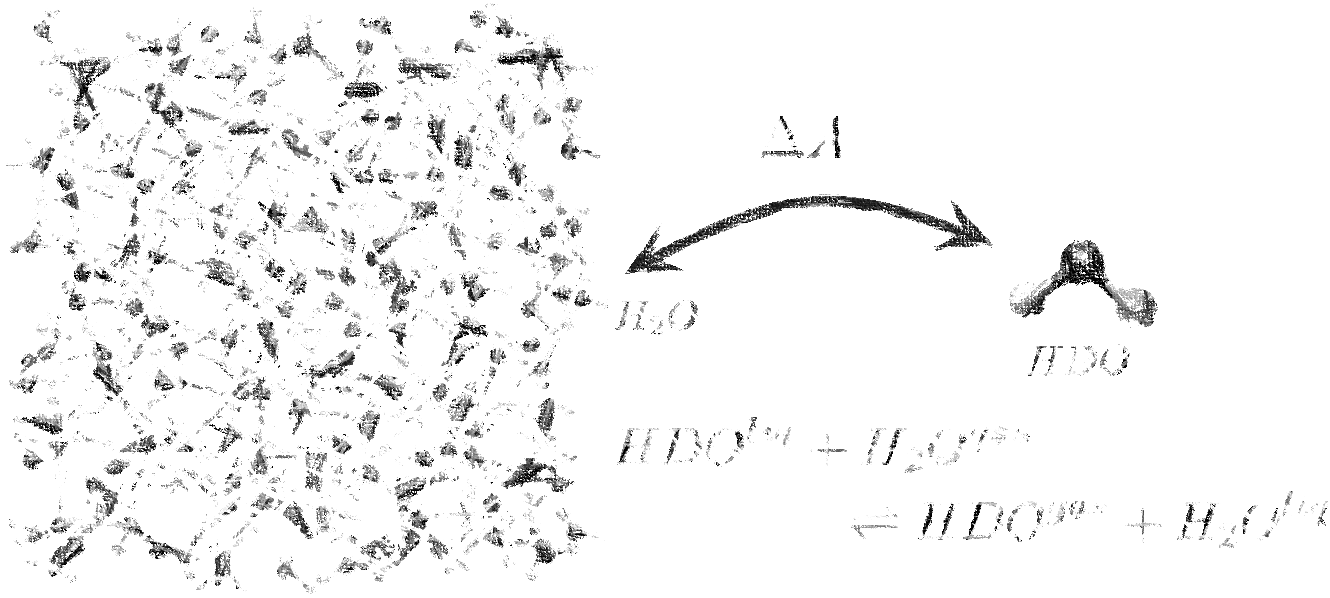 ΔA
H₂O
HDO
HDO + H₂O
⇌ HDO + H₂O